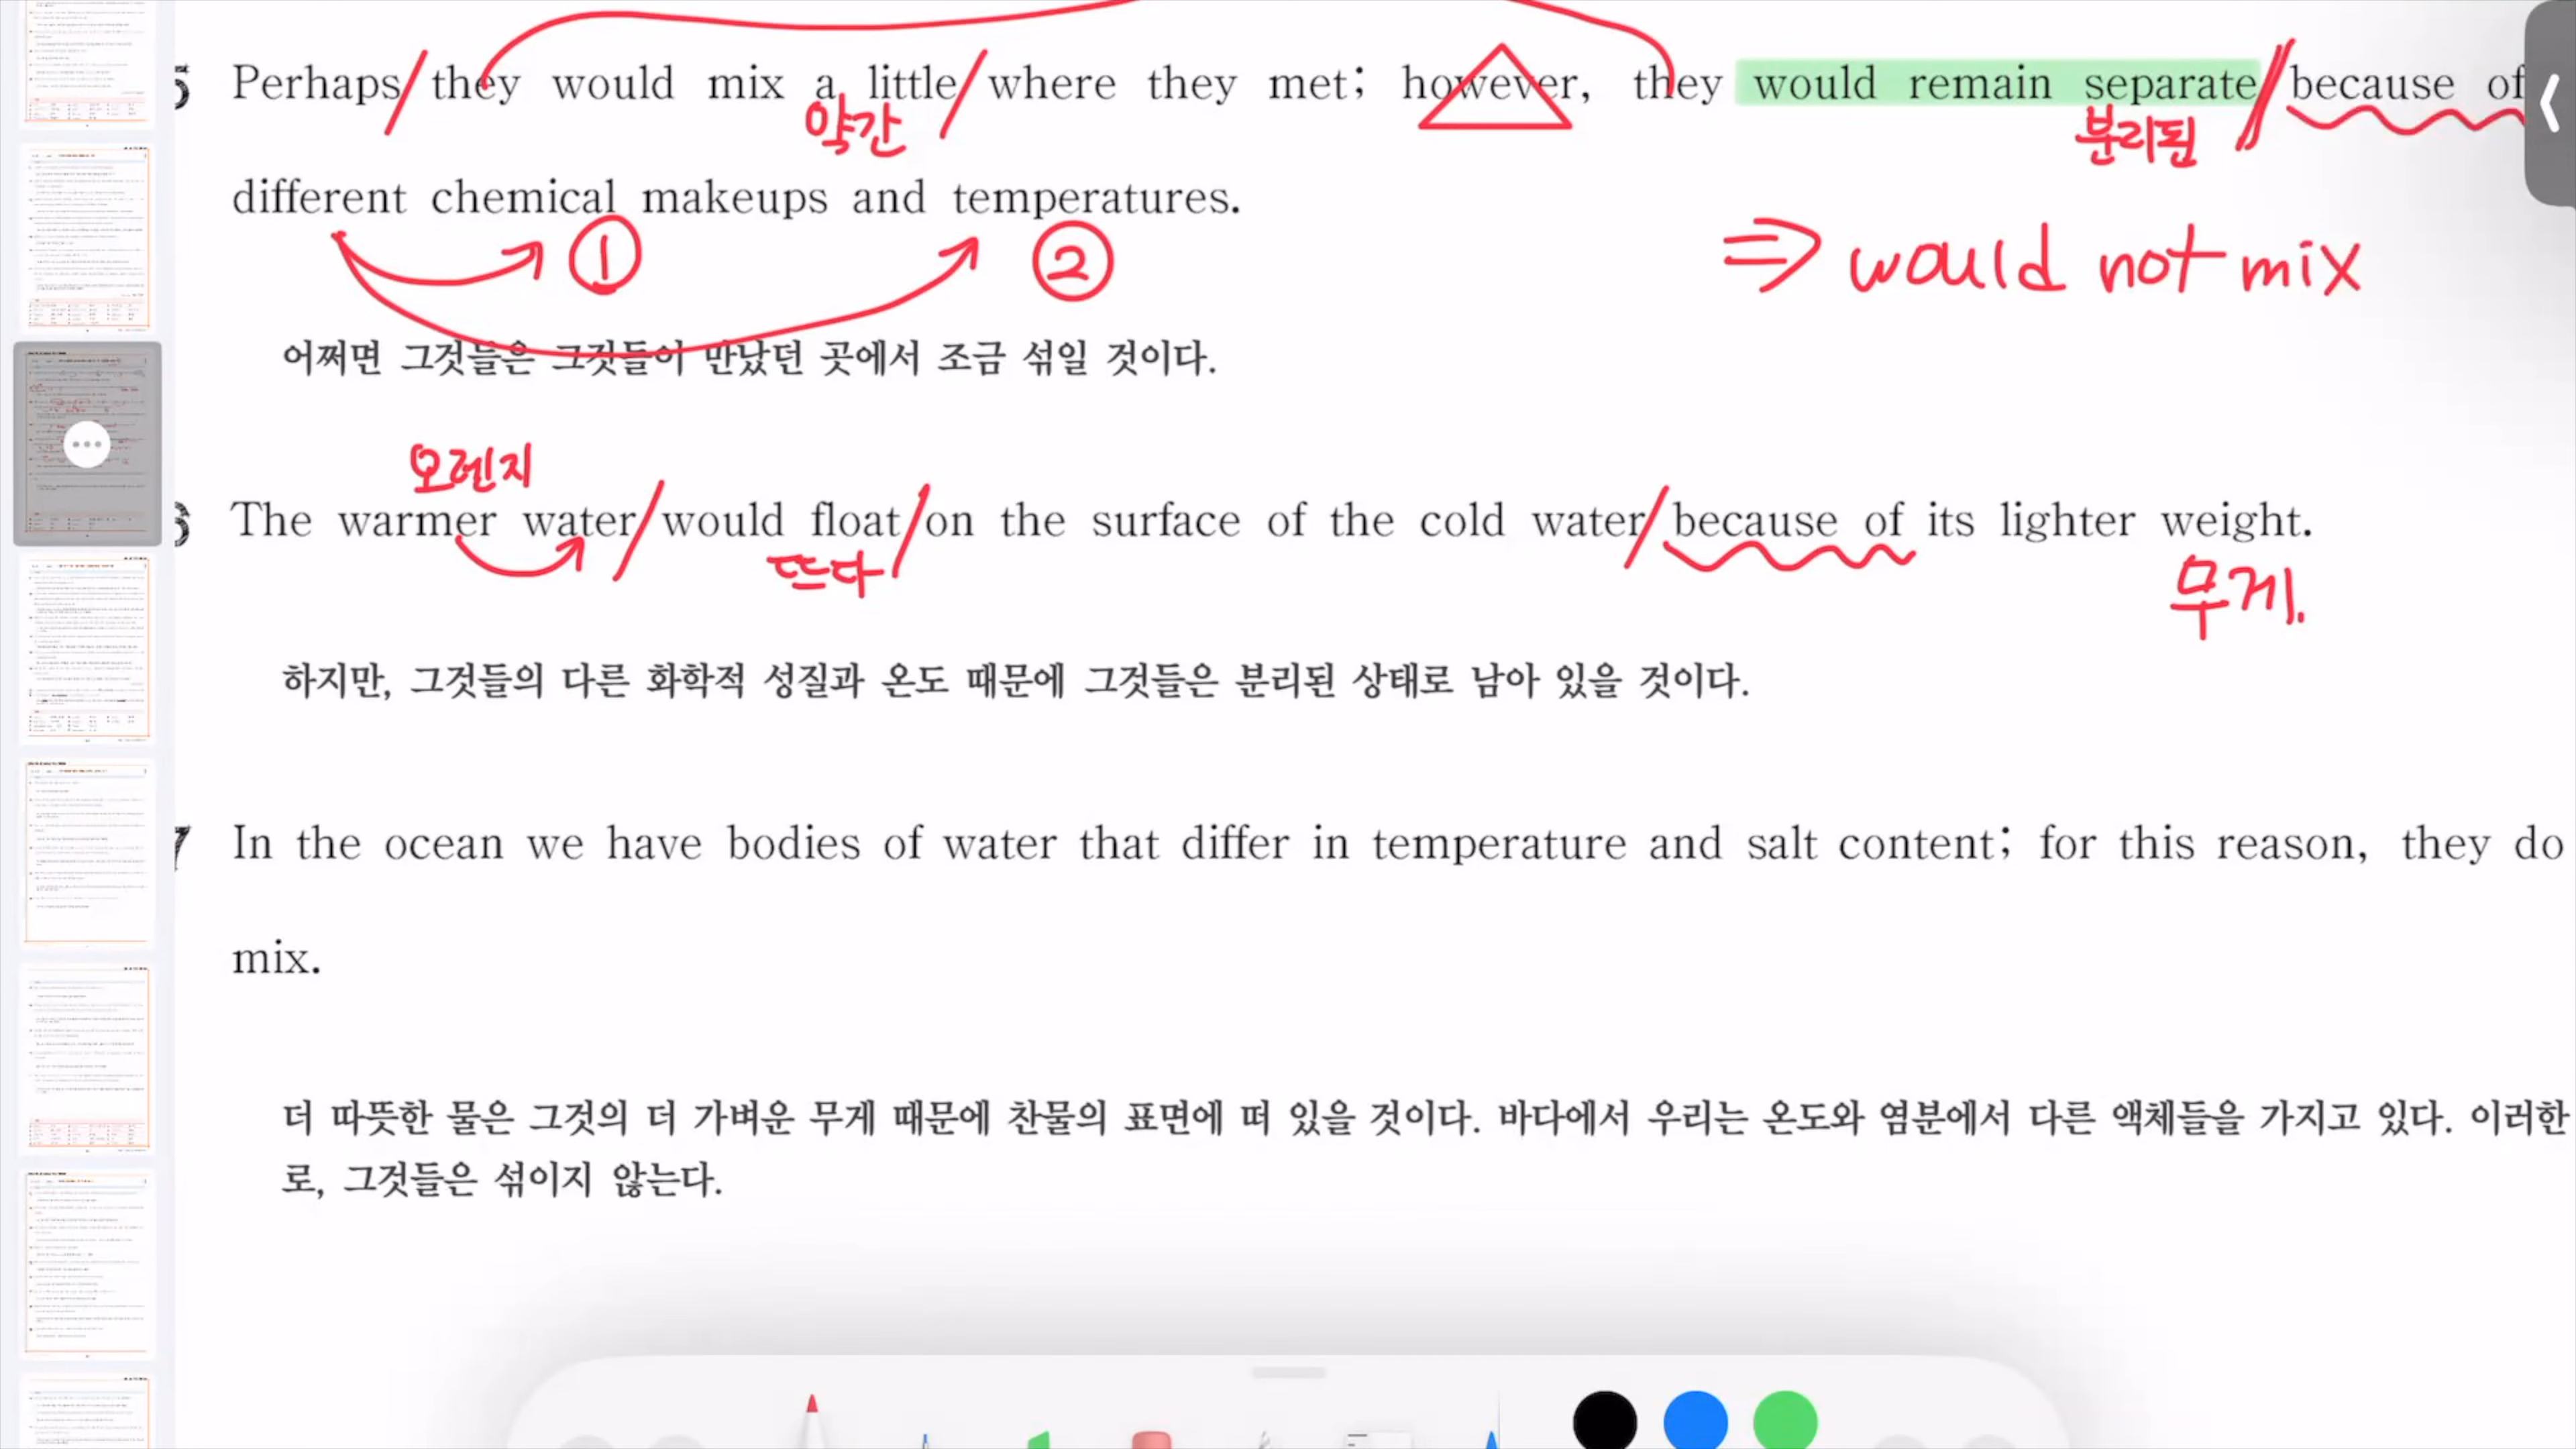 Perhaps they would mix a little where they met; however, they would remain separate because of
약간
분리된
different chemical makeups and temperatures.
1 2
⇒ would not mix
어쩌면 그것들은 그것들이 만났던 곳에서 조금 섞일 것이다.
오렌지
6 The warmer water would float on the surface of the cold water because of its lighter weight.
뜨다
무게.
하지만, 그것들의 다른 화학적 성질과 온도 때문에 그것들은 분리된 상태로 남아 있을 것이다.
7 In the ocean we have bodies of water that differ in temperature and salt content; for this reason, they do
mix.
더 따뜻한 물은 그것의 더 가벼운 무게 때문에 찬물의 표면에 떠 있을 것이다. 바다에서 우리는 온도와 염분에서 다른 액체들을 가지고 있다. 이러한
로, 그것들은 섞이지 않는다.